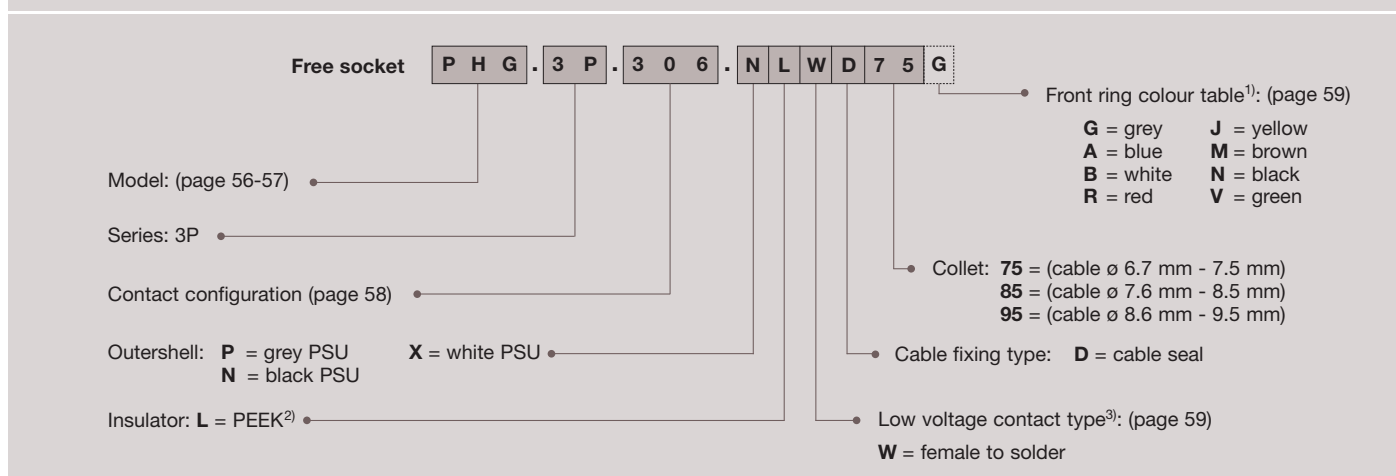 Free socket P H G . 3 P . 3 0 6 . N L W D 7 5 G
Front ring colour table1): (page 59)
G = grey J = yellow
A = blue M = brown
B = white N = black
R = red V = green
Model: (page 56-57)
Series: 3P
Collet: 75 = (cable ø 6.7 mm - 7.5 mm)
85 = (cable ø 7.6 mm - 8.5 mm)
95 = (cable ø 8.6 mm - 9.5 mm)
Contact configuration (page 58)
Outershell: P = grey PSU X = white PSU
N = black PSU
Cable fixing type: D = cable seal
Insulator: L = PEEK2)
Low voltage contact type3): (page 59)
W = female to solder